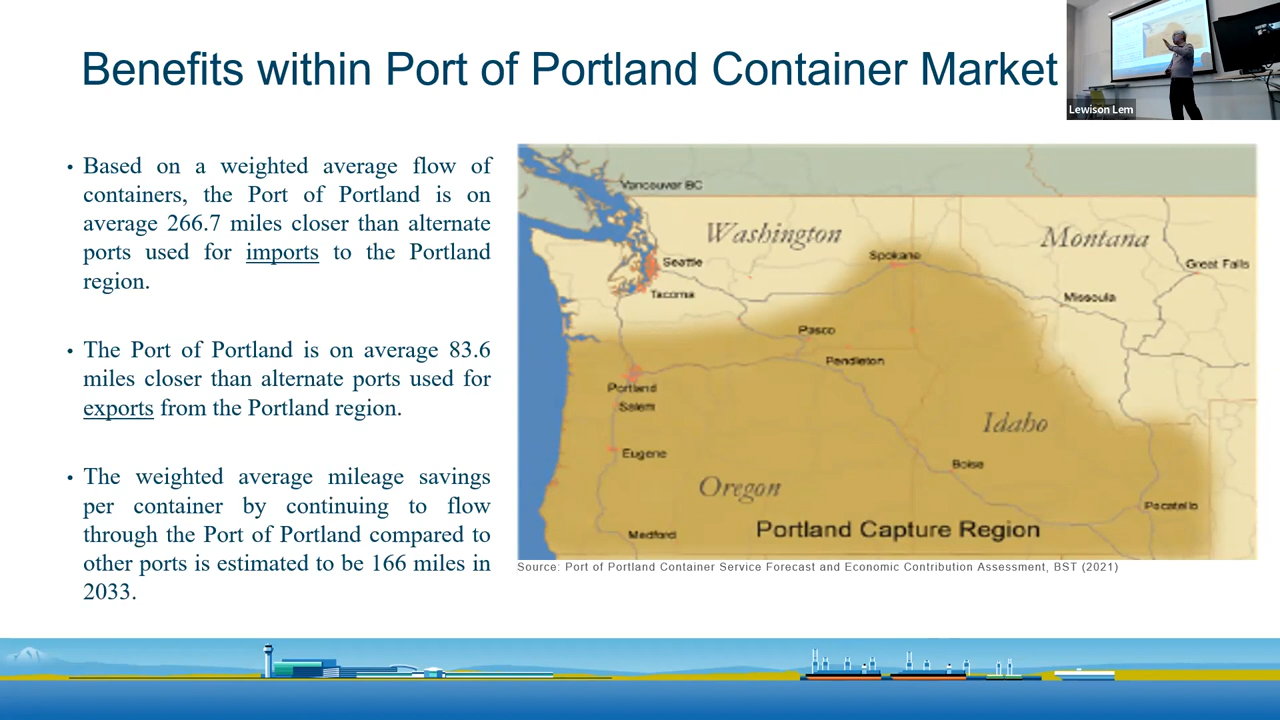 Benefits within Port of Portland Container Market
Lewison Lem
• Based on a weighted average flow of
containers, the Port of Portland is on
average 266.7 miles closer than alternate
ports used for imports to the Portland
region.
• The Port of Portland is on average 83.6
miles closer than alternate ports used for
exports from the Portland region.
• The weighted average mileage savings
per container by continuing to flow
through the Port of Portland compared to
other ports is estimated to be 166 miles in
2033.
Vancouver BC
Washington
Montana
Spokane
Seattle
Great Falls
Tacoma
Missoula
Pasco
Pendleton
Portland
Salem
Idaho
Eugene
Boise
Oregon
Pocatello
Medford
Portland Capture Region
Source: Port of Portland Container Service Forecast and Economic Contribution Assessment, BST (2021)